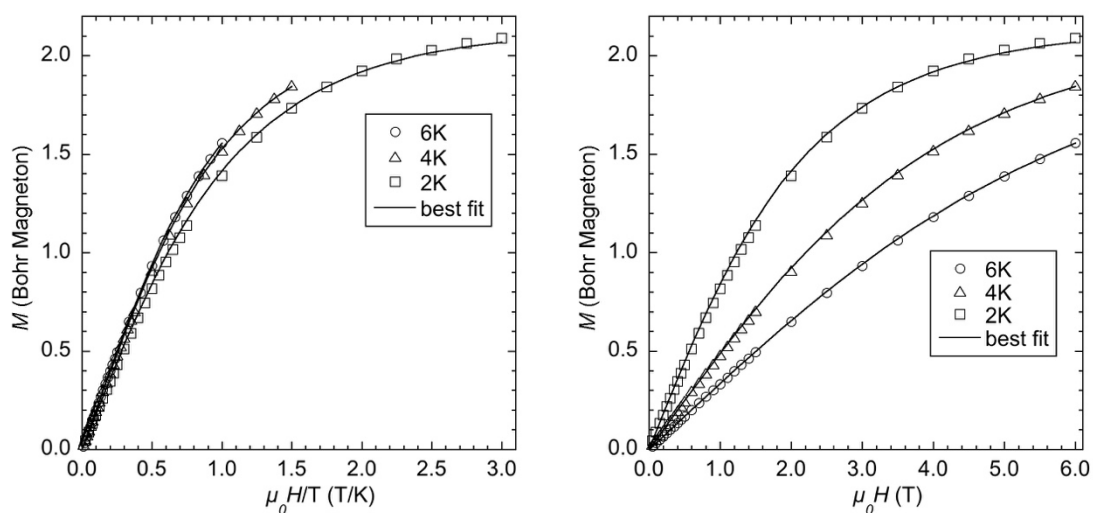 M (Bohr Magneton)
2.0
1.5
1.0
0.5
0.0
6K
4K
2K
best fit
0.0 0.5 1.0 1.5 2.0 2.5 3.0
μ₀H/T (T/K)
M (Bohr Magneton)
2.0
1.5
1.0
0.5
0.0
6K
4K
2K
best fit
0.0 1.0 2.0 3.0 4.0 5.0 6.0
μ₀H (T)